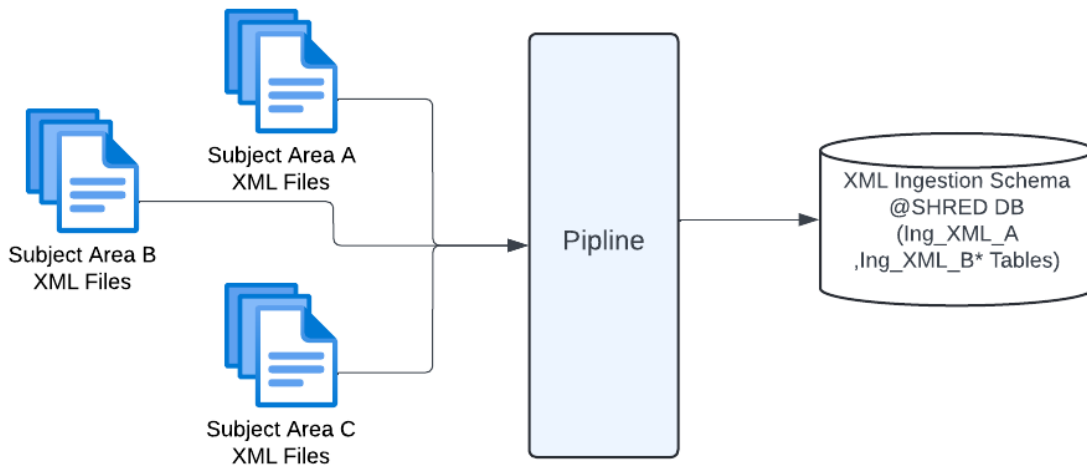 Subject Area A
XML Files
Subject Area B
XML Files
Subject Area C
XML Files
Pipline
XML Ingestion Schema
@SHRED DB
(Ing_XML_A
,Ing_XML_B* Tables)